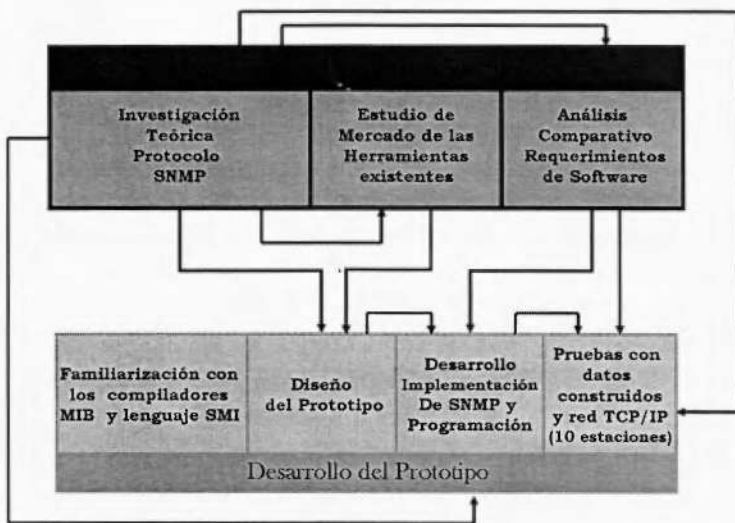 Investigación
Teórica
Protocolo
SNMP
Estudio de
Mercado de las
Herramientas
existentes
Análisis
Comparativo
Requerimientos
de Software
Familiarización con
los compiladores
MIB y lenguaje SMI
Diseño
del Prototipo
Desarrollo
Implementación
De SNMP y
Programación
Pruebas con
datos
construidos
y red TCP/IP
(10 estaciones)
Desarrollo del Prototipo